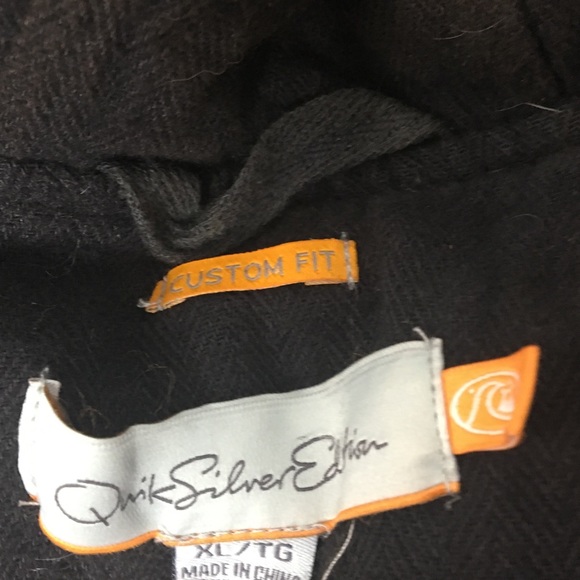 CUSTOM FIT
QuikSilver Edition
XL/TG
MADE IN CHINA